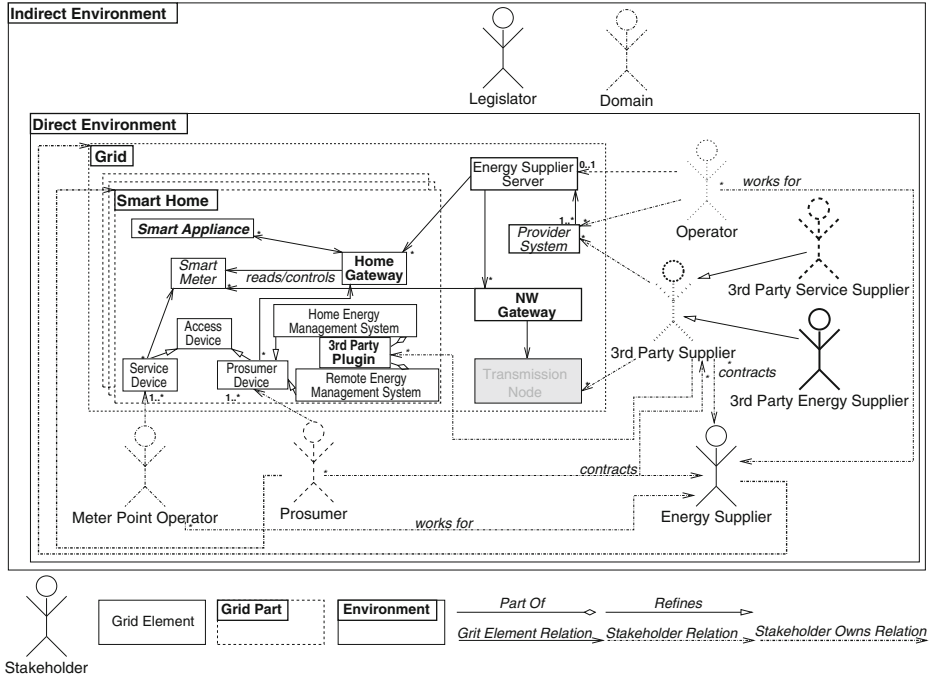 Indirect Environment
Legislator
Domain
Direct Environment
Grid
Energy Supplier
Server
0..1
*
works for
Smart Home
Smart Appliance
*
1..*
*
Provider
System
*
Operator
Smart
Meter
reads/controls
*
Home
Gateway
*
*
*
3rd Party Service Supplier
NW
Gateway
Home Energy
Management System
Access
Device
3rd Party
Plugin
*
3rd Party Supplier
Service
Device
*
Prosumer
Device
*
Remote Energy
Management System
Transmission
Node
*
*
contracts
*
3rd Party Energy Supplier
1..*
1..*
*
contracts
Meter Point Operator
Prosumer
Energy Supplier
*
works for
Stakeholder
Grid Element
Grid Part
Environment
Part Of
Refines
Grit Element Relation
Stakeholder Relation
Stakeholder Owns Relation